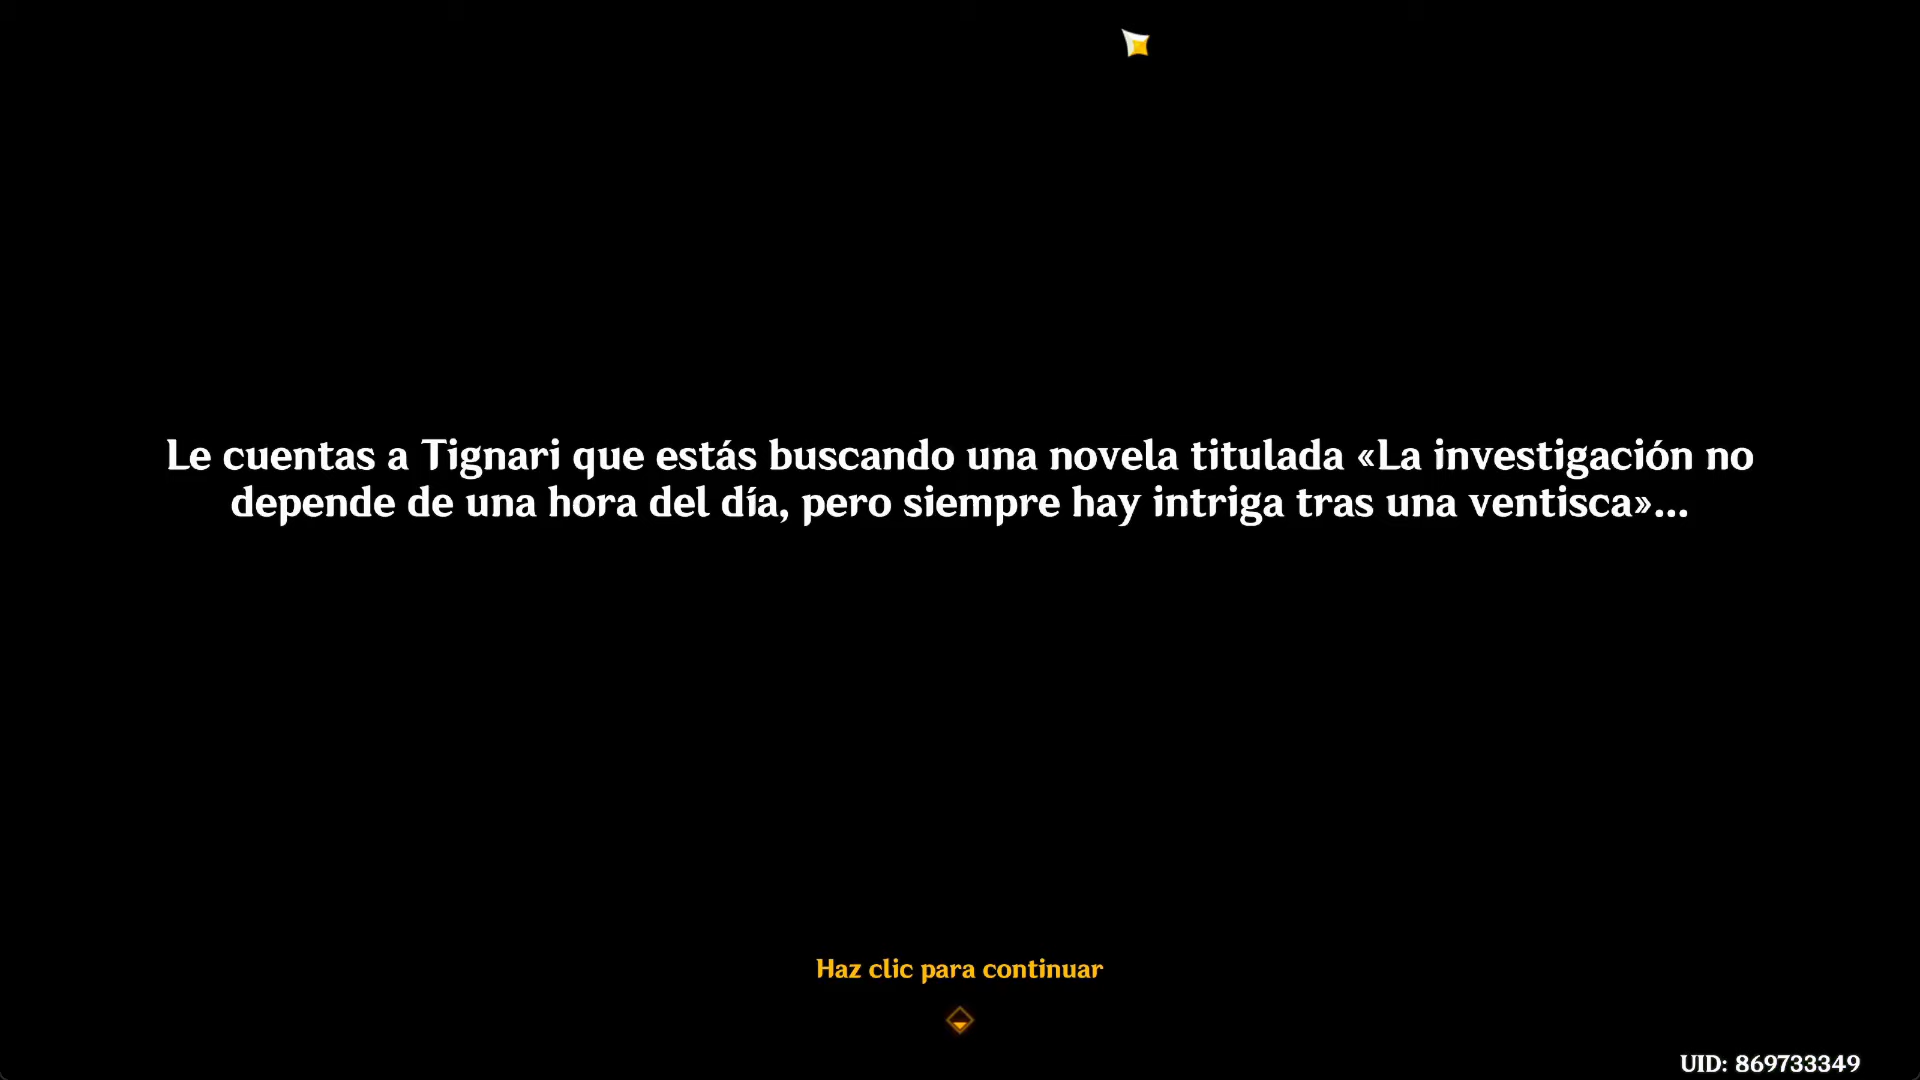 Le cuentas a Tignari que estás buscando una novela titulada «La investigación no
depende de una hora del día, pero siempre hay intriga tras una ventisca»...
Haz clic para continuar
UID: 869733349